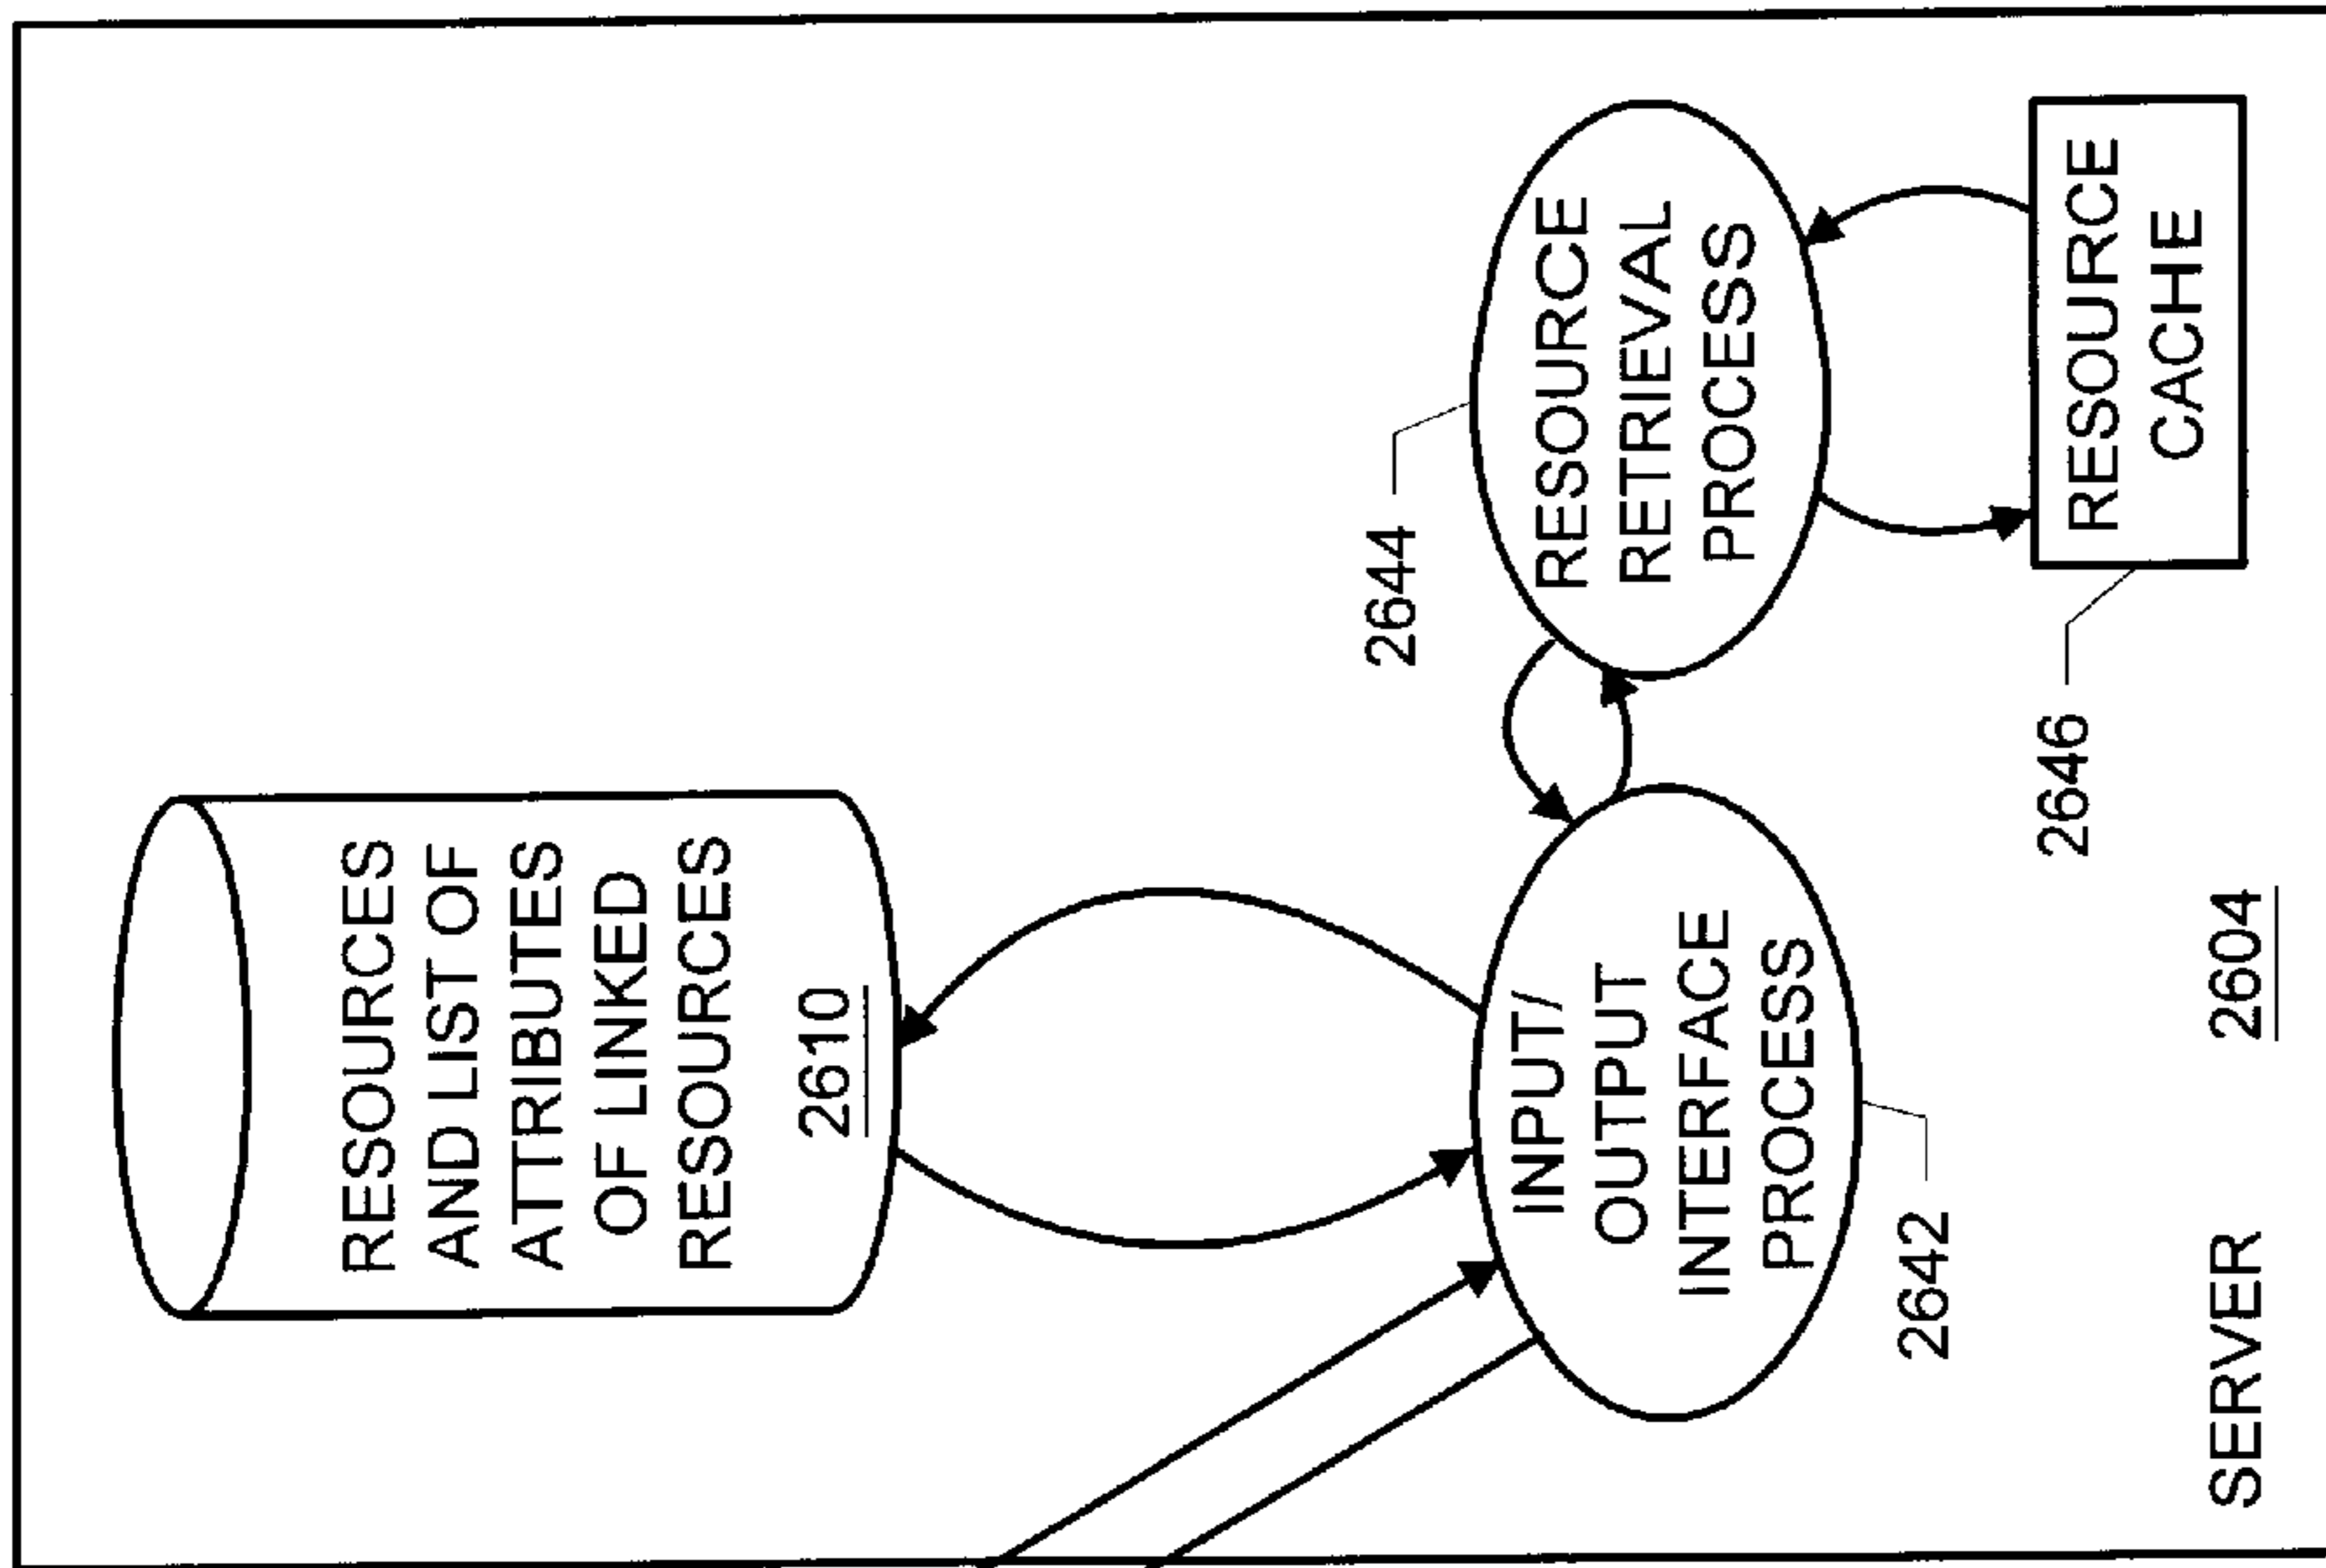 RESOURCES
AND LIST OF
ATTRIBUTES
OF LINKED
RESOURCES
2610
2644
RESOURCE
RETRIEVAL
PROCESS
INPUT/
OUTPUT
INTERFACE
PROCESS
2642
2646
RESOURCE
CACHE
SERVER 2604